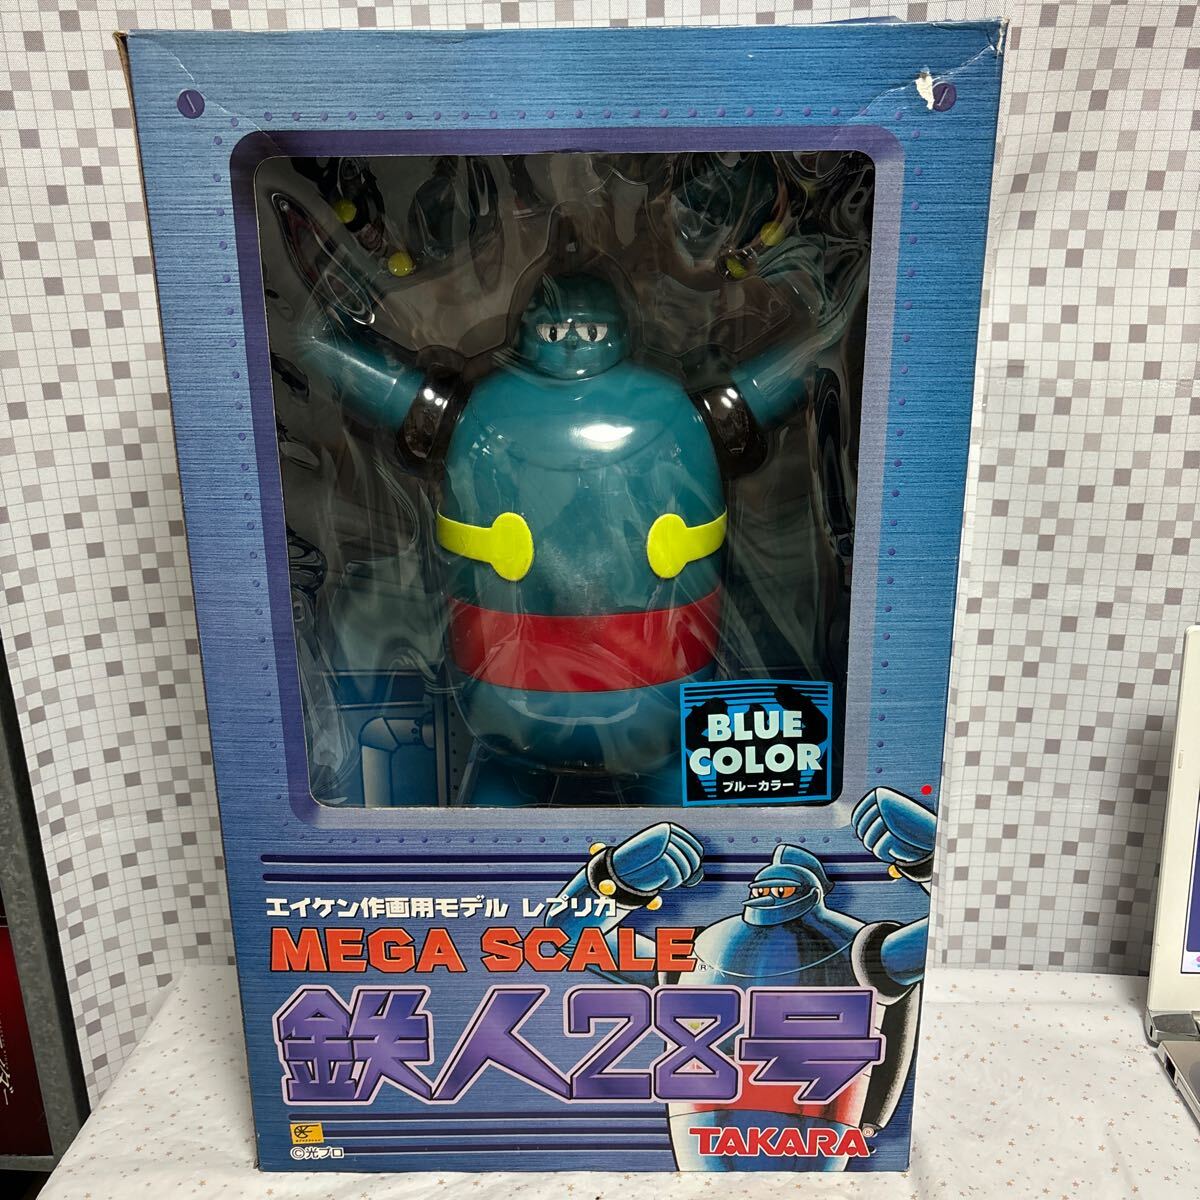 BLUE
COLOR
ブルーカラー
エイケン作画用モデル レプリカ
MEGA SCALE
鉄人28号
TAKARA®
©光プロ